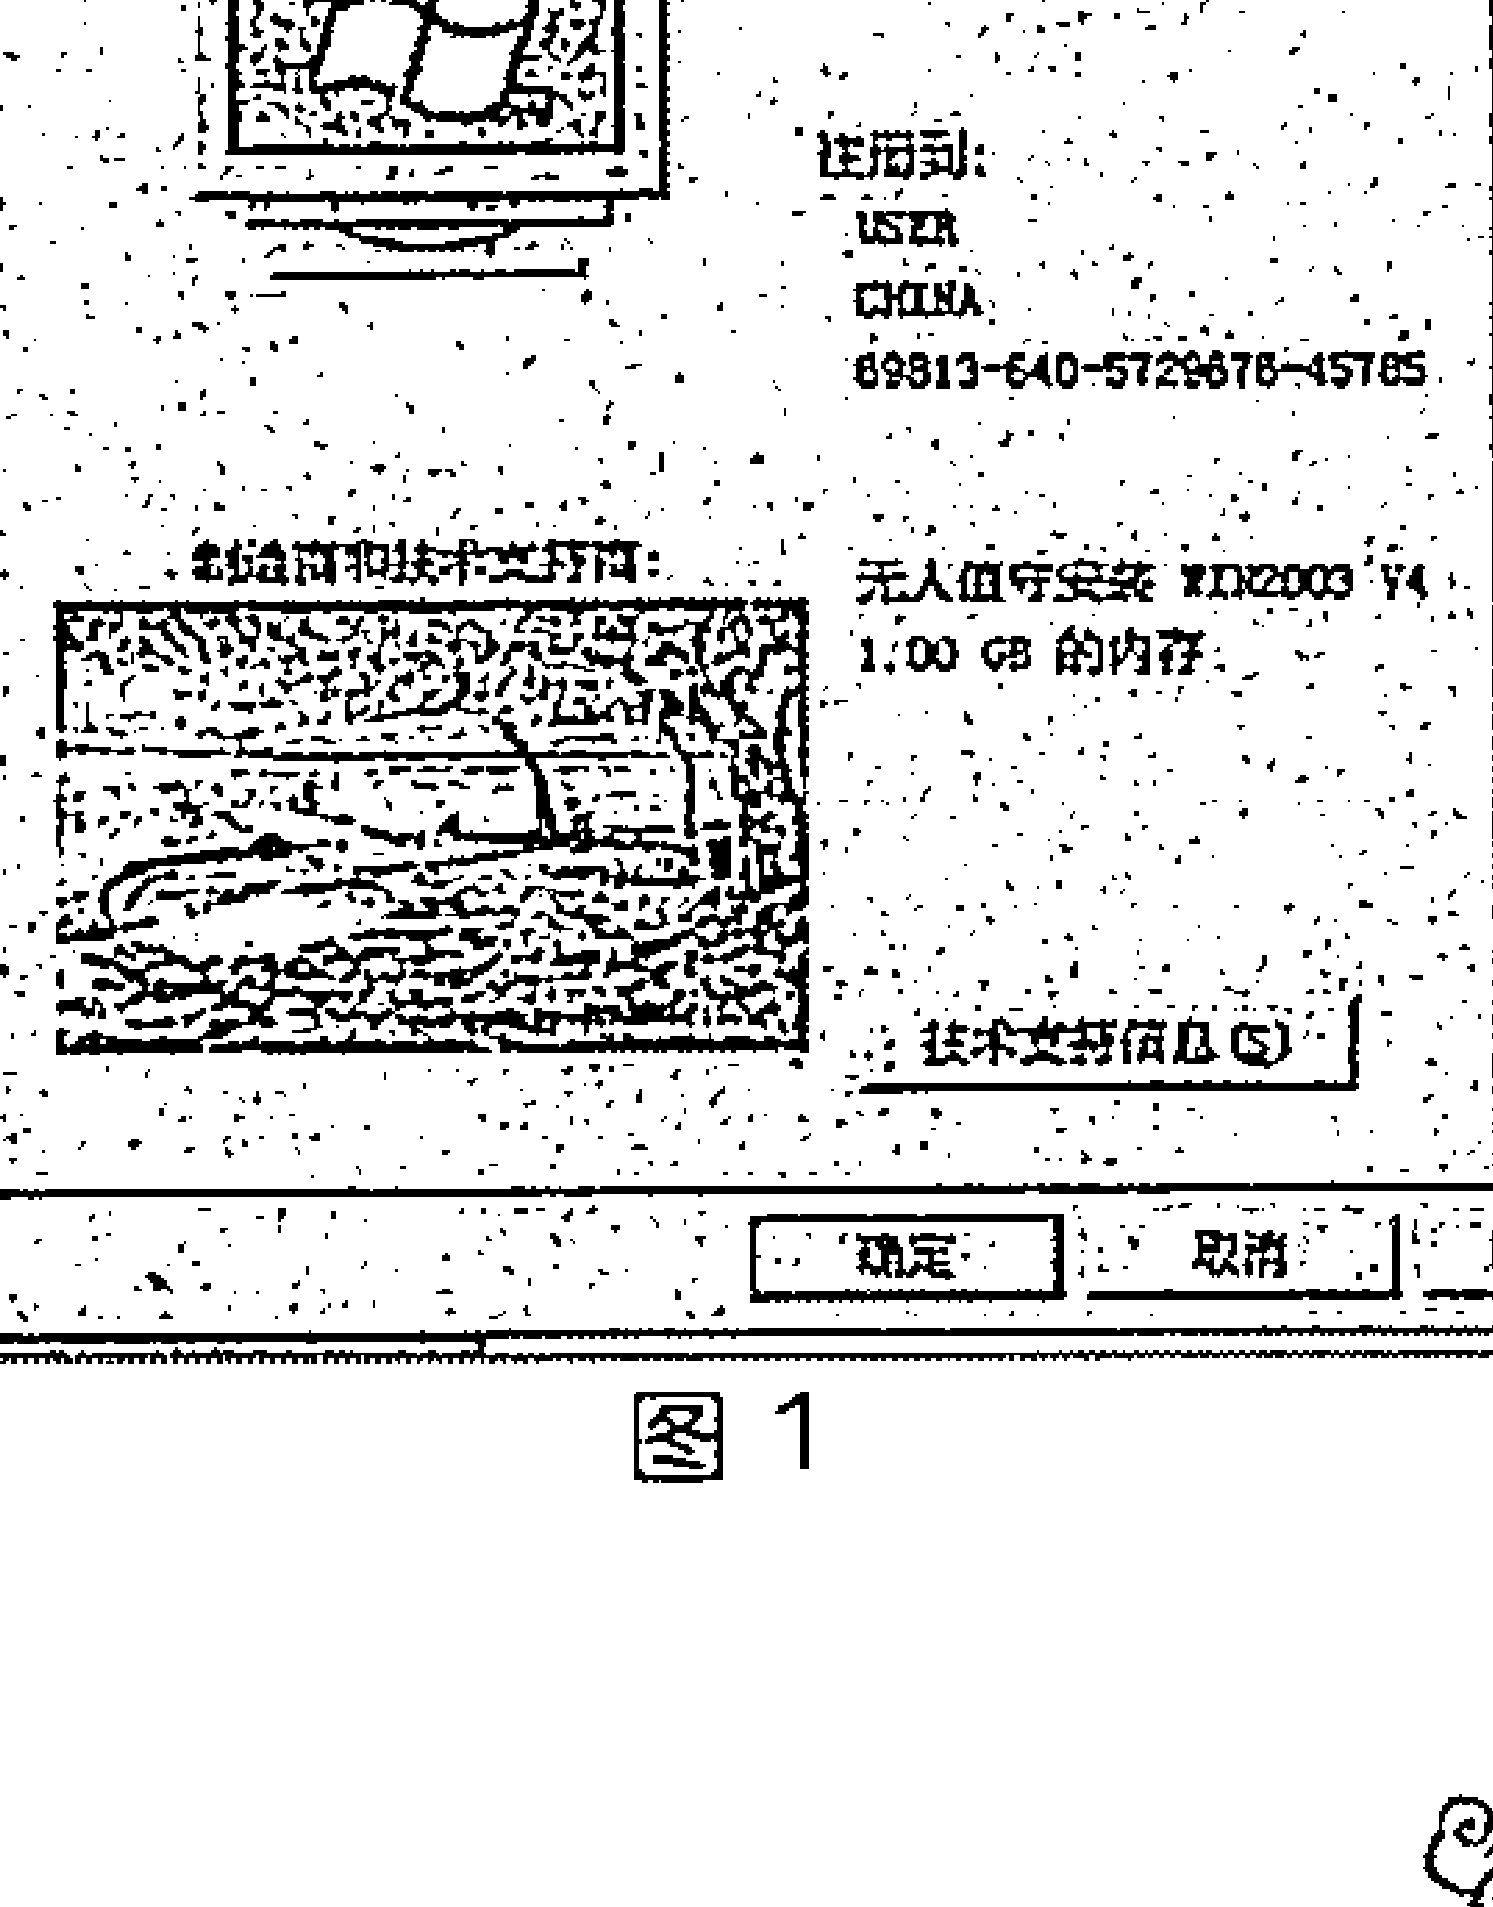 注册到:
USER
CHINA
69813-640-5729676-45765
制造商和技术支持商:
无人值守安装 WIN2003 V4
1.00 GB 的内存
技术支持信息(S)
确定
取消
图 1